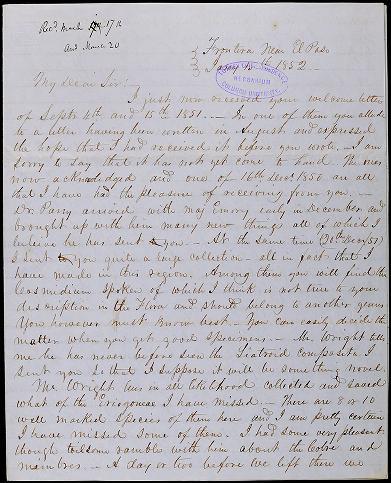 Recd. March 17th
Ansd March 20
Frontera Near El Paso
Jany 15th 1852
HERBARIUM
COLUMBIA UNIVERSITY
My Dear Sir:
I just now received your welcome letter
of Septr 4th and 15th 1851. — In one of them you allude
to a letter having been written in August and expressed
the hope that I had received it before you wrote. — I am
sorry to say that it has not yet come to hand. The ones
now acknowledged and one of 16th Decr. 1850 are all
that I have had the pleasure of receiving from you. —
Dr. Parry arrived with Maj Emory early in December and
brought up with him many new things all of which I
believe he has sent you. — At the same time (Decr 51)
I sent to you quite a large collection — all in fact that I
have made in this region. Among them you will find the
Cosmidium spoken of which I think is not true to your
description in the Flora and should belong to another genus
You however must know best. — You can easily decide the
matter when you get good specimens. — Mr. Wright tells
me he has never before seen the Liatroid composita I
sent you so that I suppose it will be something novel.
Mr. Wright has in all likelihood collected and saved
what of the Eriogoneae I have missed. — There are 8 or 10
well marked species of them here and I am pretty certain
I have missed some of them. I had some very pleasant
though toilsome rambles with him about the Cobre and
mimbres. — A day or two before we left there we